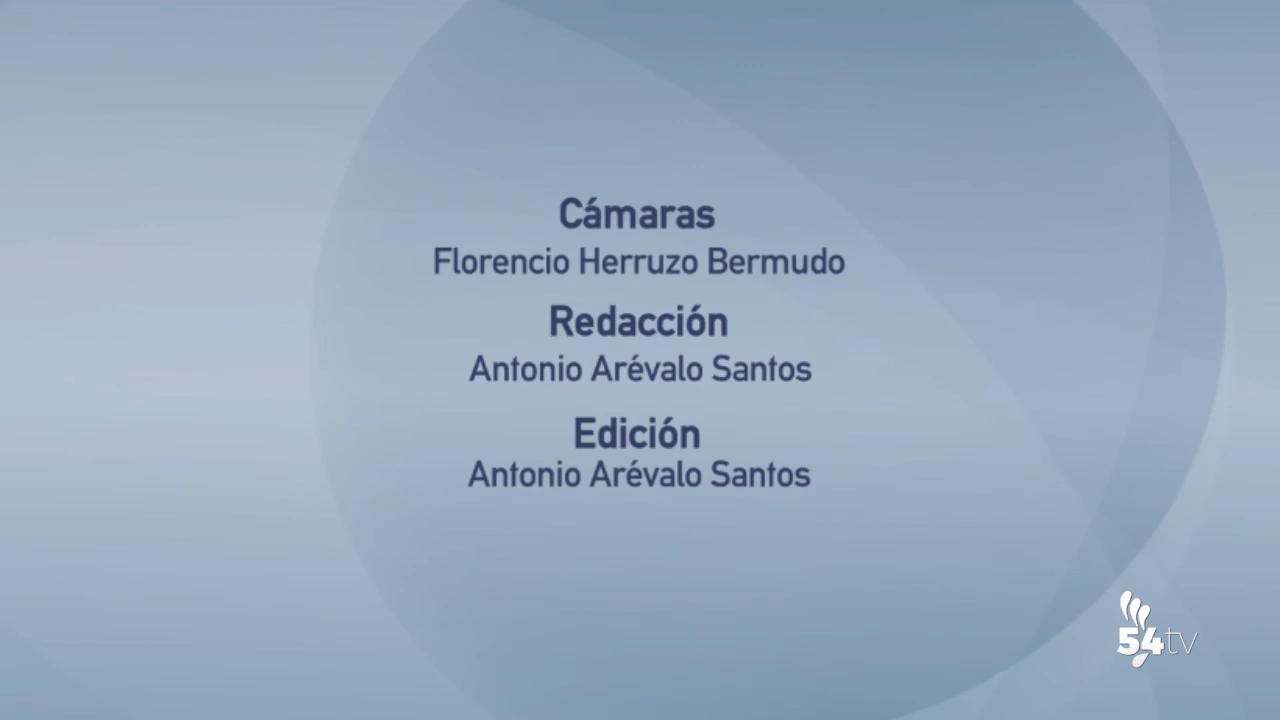 Cámaras
Florencio Herruzo Bermudo
Redacción
Antonio Arévalo Santos
Edición
Antonio Arévalo Santos
54tv